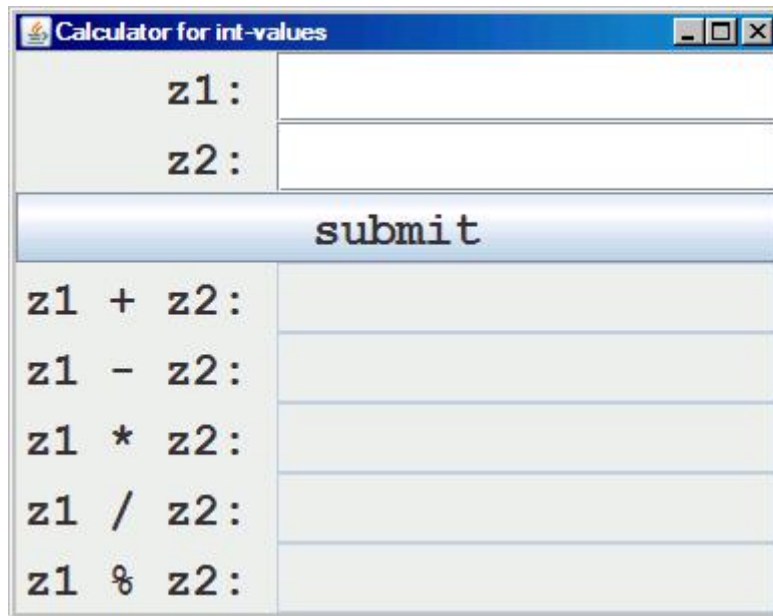 Calculator for int-values
z1:
z2:
submit
z1 + z2:
z1 - z2:
z1 * z2:
z1 / z2:
z1 % z2: